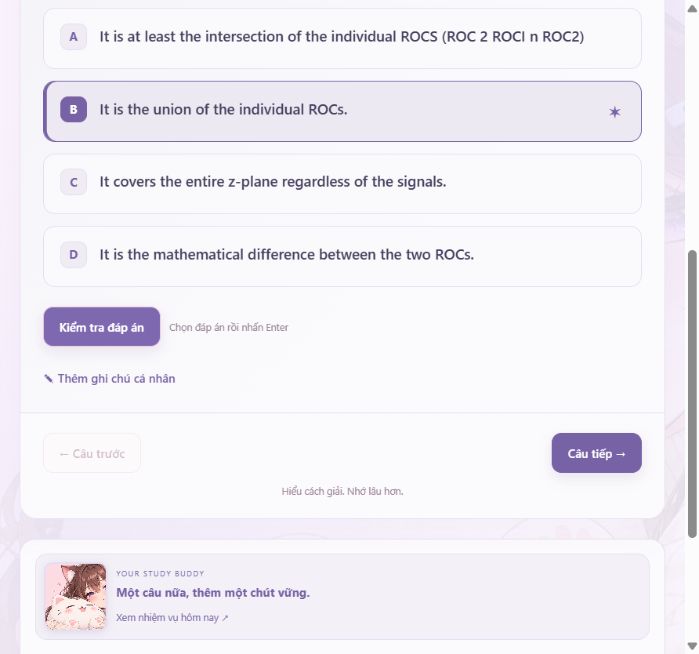 A It is at least the intersection of the individual ROCS (ROC 2 ROCI n ROC2)
B It is the union of the individual ROCs.
C It covers the entire z-plane regardless of the signals.
D It is the mathematical difference between the two ROCs.
Kiểm tra đáp án Chọn đáp án rồi nhấn Enter
Thêm ghi chú cá nhân
← Câu trước Câu tiếp →
Hiểu cách giải. Nhớ lâu hơn.
YOUR STUDY BUDDY
Một câu nữa, thêm một chút vững.
Xem nhiệm vụ hôm nay ↗